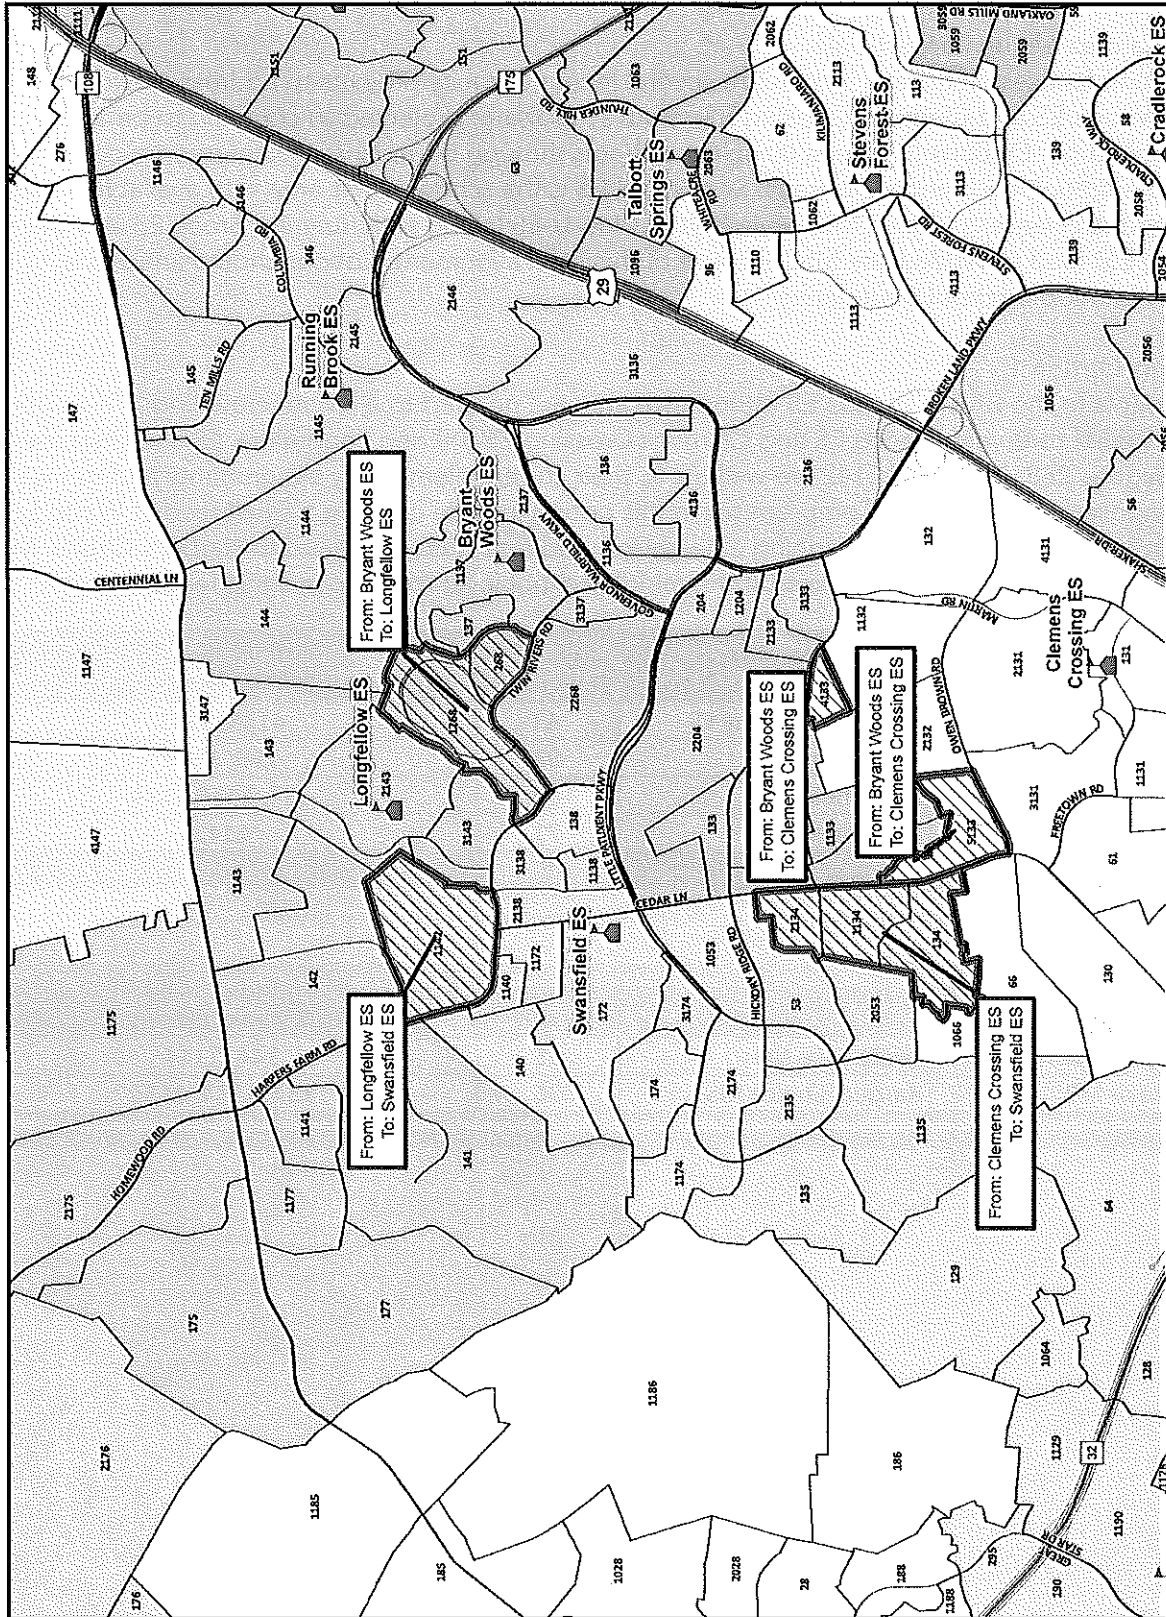 From: Bryant Woods ES
To: Longfellow ES
From: Bryant Woods ES
To: Clemens Crossing ES
From: Bryant Woods ES
To: Clemens Crossing ES
From: Longfellow ES
To: Swansfield ES
From: Clemens Crossing ES
To: Swansfield ES
Running
Brook ES
Bryant
Woods ES
Longfellow ES
Swansfield ES
Talbott
Springs ES
Stevens
Forest ES
Cradlerock ES
Clemens
Crossing ES
CENTENNIAL LN
TEN MILLS RD
COLUMBIA RD
THUNDER HILL RD
WHITEACRE
RD
KILIMANJARO RD
OAKLAND MILLS RD
CRADLEROCK WAY
STEVENS FOREST RD
BROKEN LAND PKWY
SHAKER DR
MARTIN RD
OWEN BROWN RD
FREETOWN RD
GOVERNOR WARFIELD PKWY
TWIN RIVERS RD
LITTLE PATUXENT PKWY
CEDAR LN
HICKORY RIDGE RD
HARPERS FARM RD
HOMEWOOD RD
GREAT
STAR DR
108
175
29
32
2176
176
1185
185
1028
2028
28
188
1188
295
190
1190
1129
128
1064
64
129
186
1186
175
2175
1175
177
1177
1141
141
142
1143
143
2143
3143
4147
3147
1147
147
148
276
144
1144
1145
145
2145
146
1146
3146
2146
151
63
1063
2063
1096
96
1110
62
1062
2062
2113
113
1113
3113
4113
1059
3059
2059
1139
139
2139
58
2058
1054
1056
2056
56
136
1136
2136
3136
4136
137
1137
2137
3137
268
1268
2268
138
1138
2138
3138
140
1140
172
1172
174
1174
2174
3174
135
1135
2135
53
1053
2053
66
1066
130
61
133
1133
2133
3133
4133
204
1204
2204
134
1134
2134
132
1132
2132
131
1131
2131
3131
4131